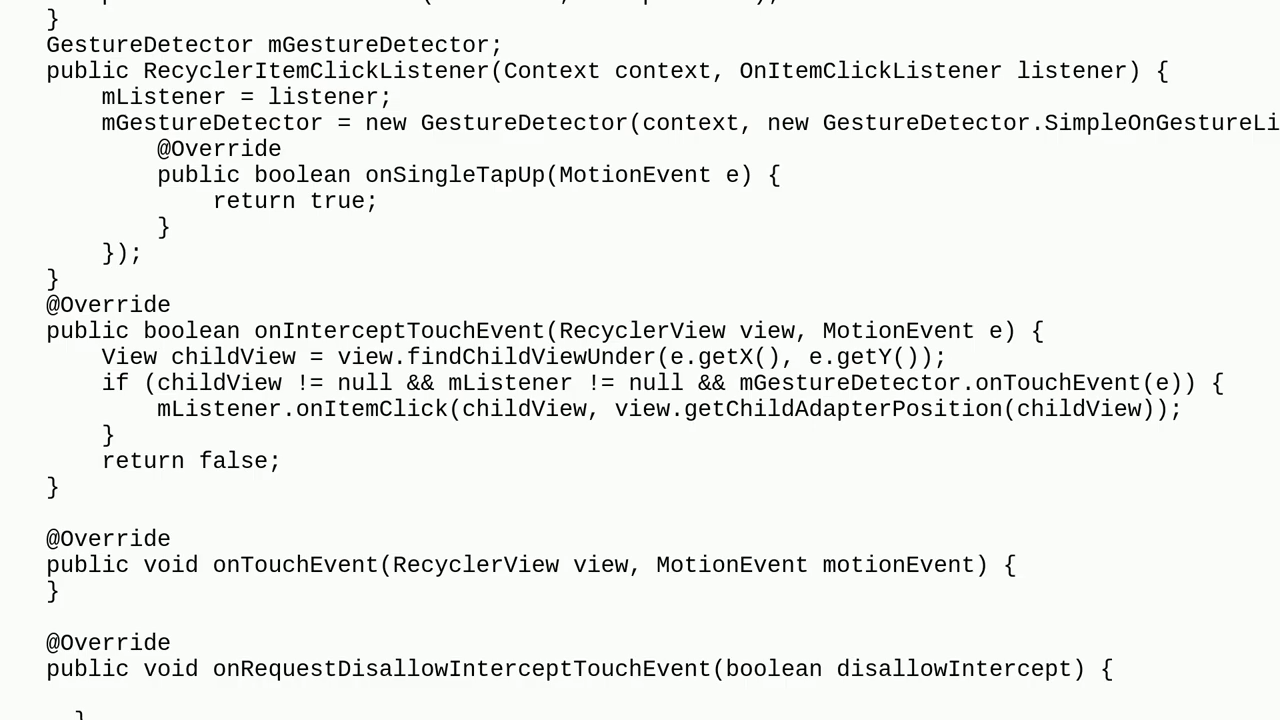 }
GestureDetector mGestureDetector;
public RecyclerItemClickListener(Context context, OnItemClickListener listener) {
    mListener = listener;
    mGestureDetector = new GestureDetector(context, new GestureDetector.SimpleOnGestureLi
        @Override
        public boolean onSingleTapUp(MotionEvent e) {
            return true;
        }
    });
}
@Override
public boolean onInterceptTouchEvent(RecyclerView view, MotionEvent e) {
    View childView = view.findChildViewUnder(e.getX(), e.getY());
    if (childView != null && mListener != null && mGestureDetector.onTouchEvent(e)) {
        mListener.onItemClick(childView, view.getChildAdapterPosition(childView));
    }
    return false;
}

@Override
public void onTouchEvent(RecyclerView view, MotionEvent motionEvent) {
}

@Override
public void onRequestDisallowInterceptTouchEvent(boolean disallowIntercept) {

  }